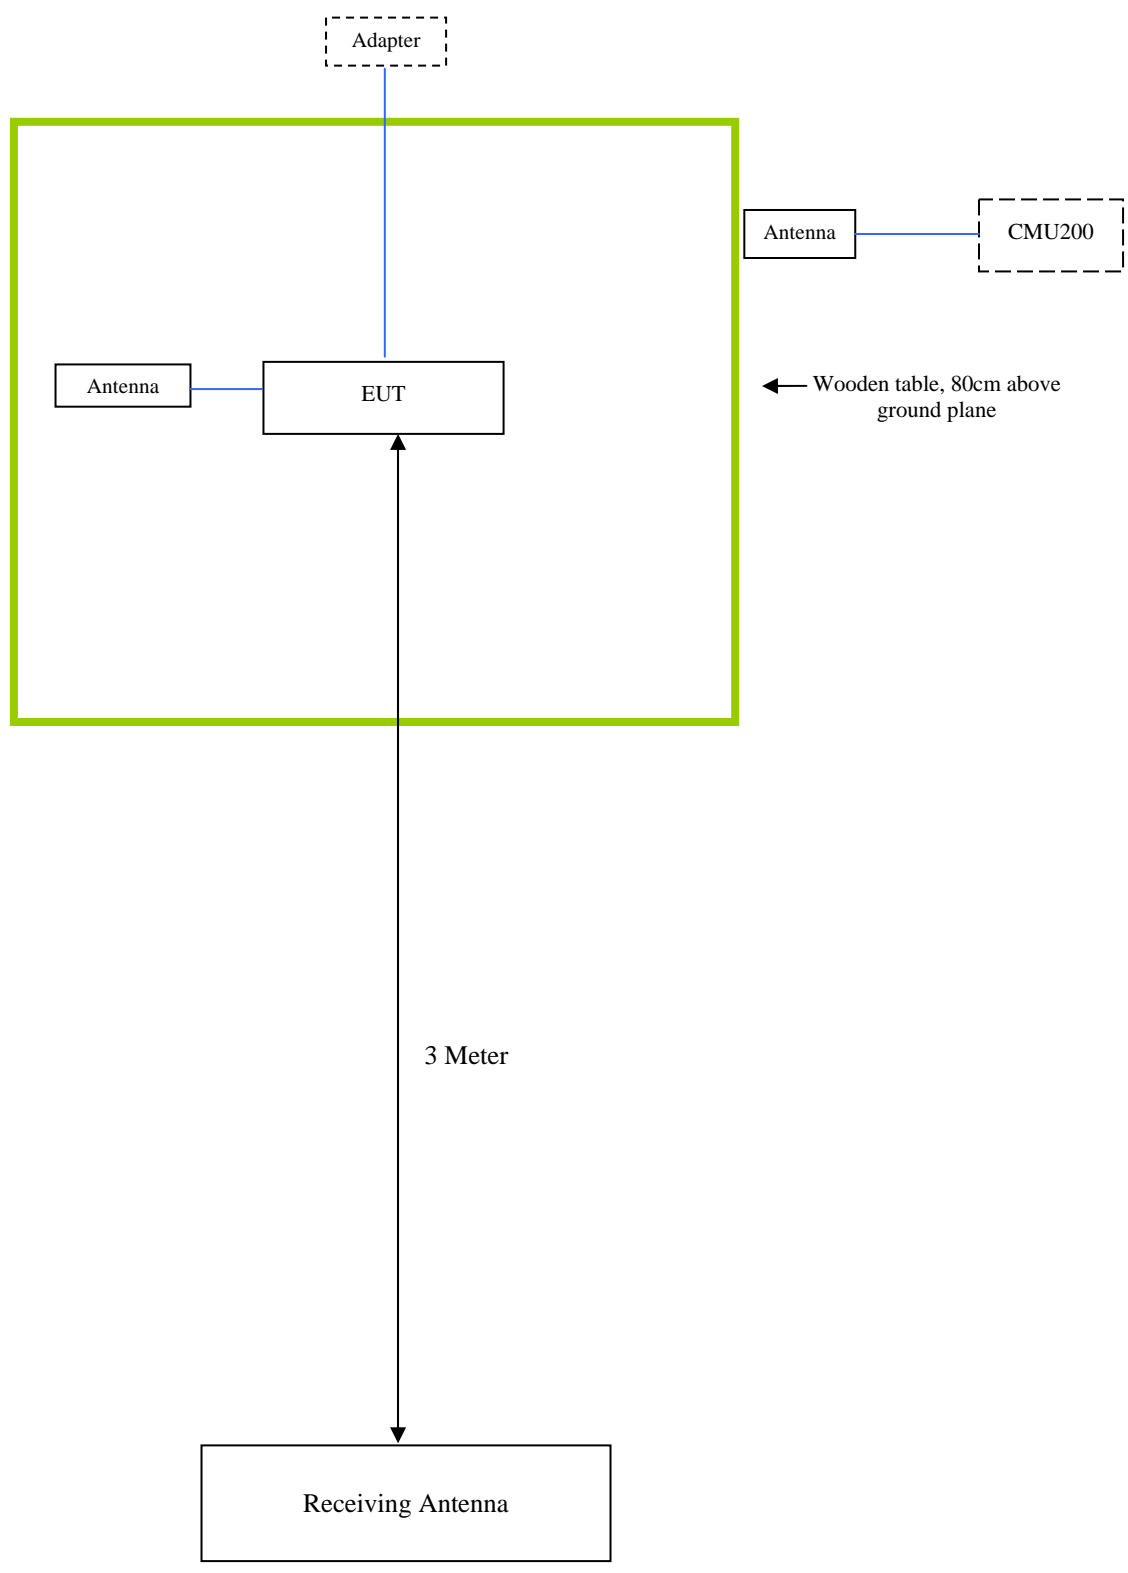 Adapter
Antenna
CMU200
Antenna
EUT
Wooden table, 80cm above
ground plane
3 Meter
Receiving Antenna